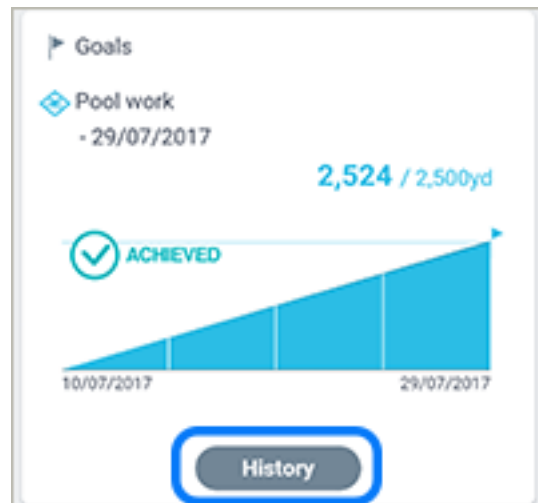 Goals
Pool work
- 29/07/2017
2,524 / 2,500yd
ACHIEVED
10/07/2017 29/07/2017
History